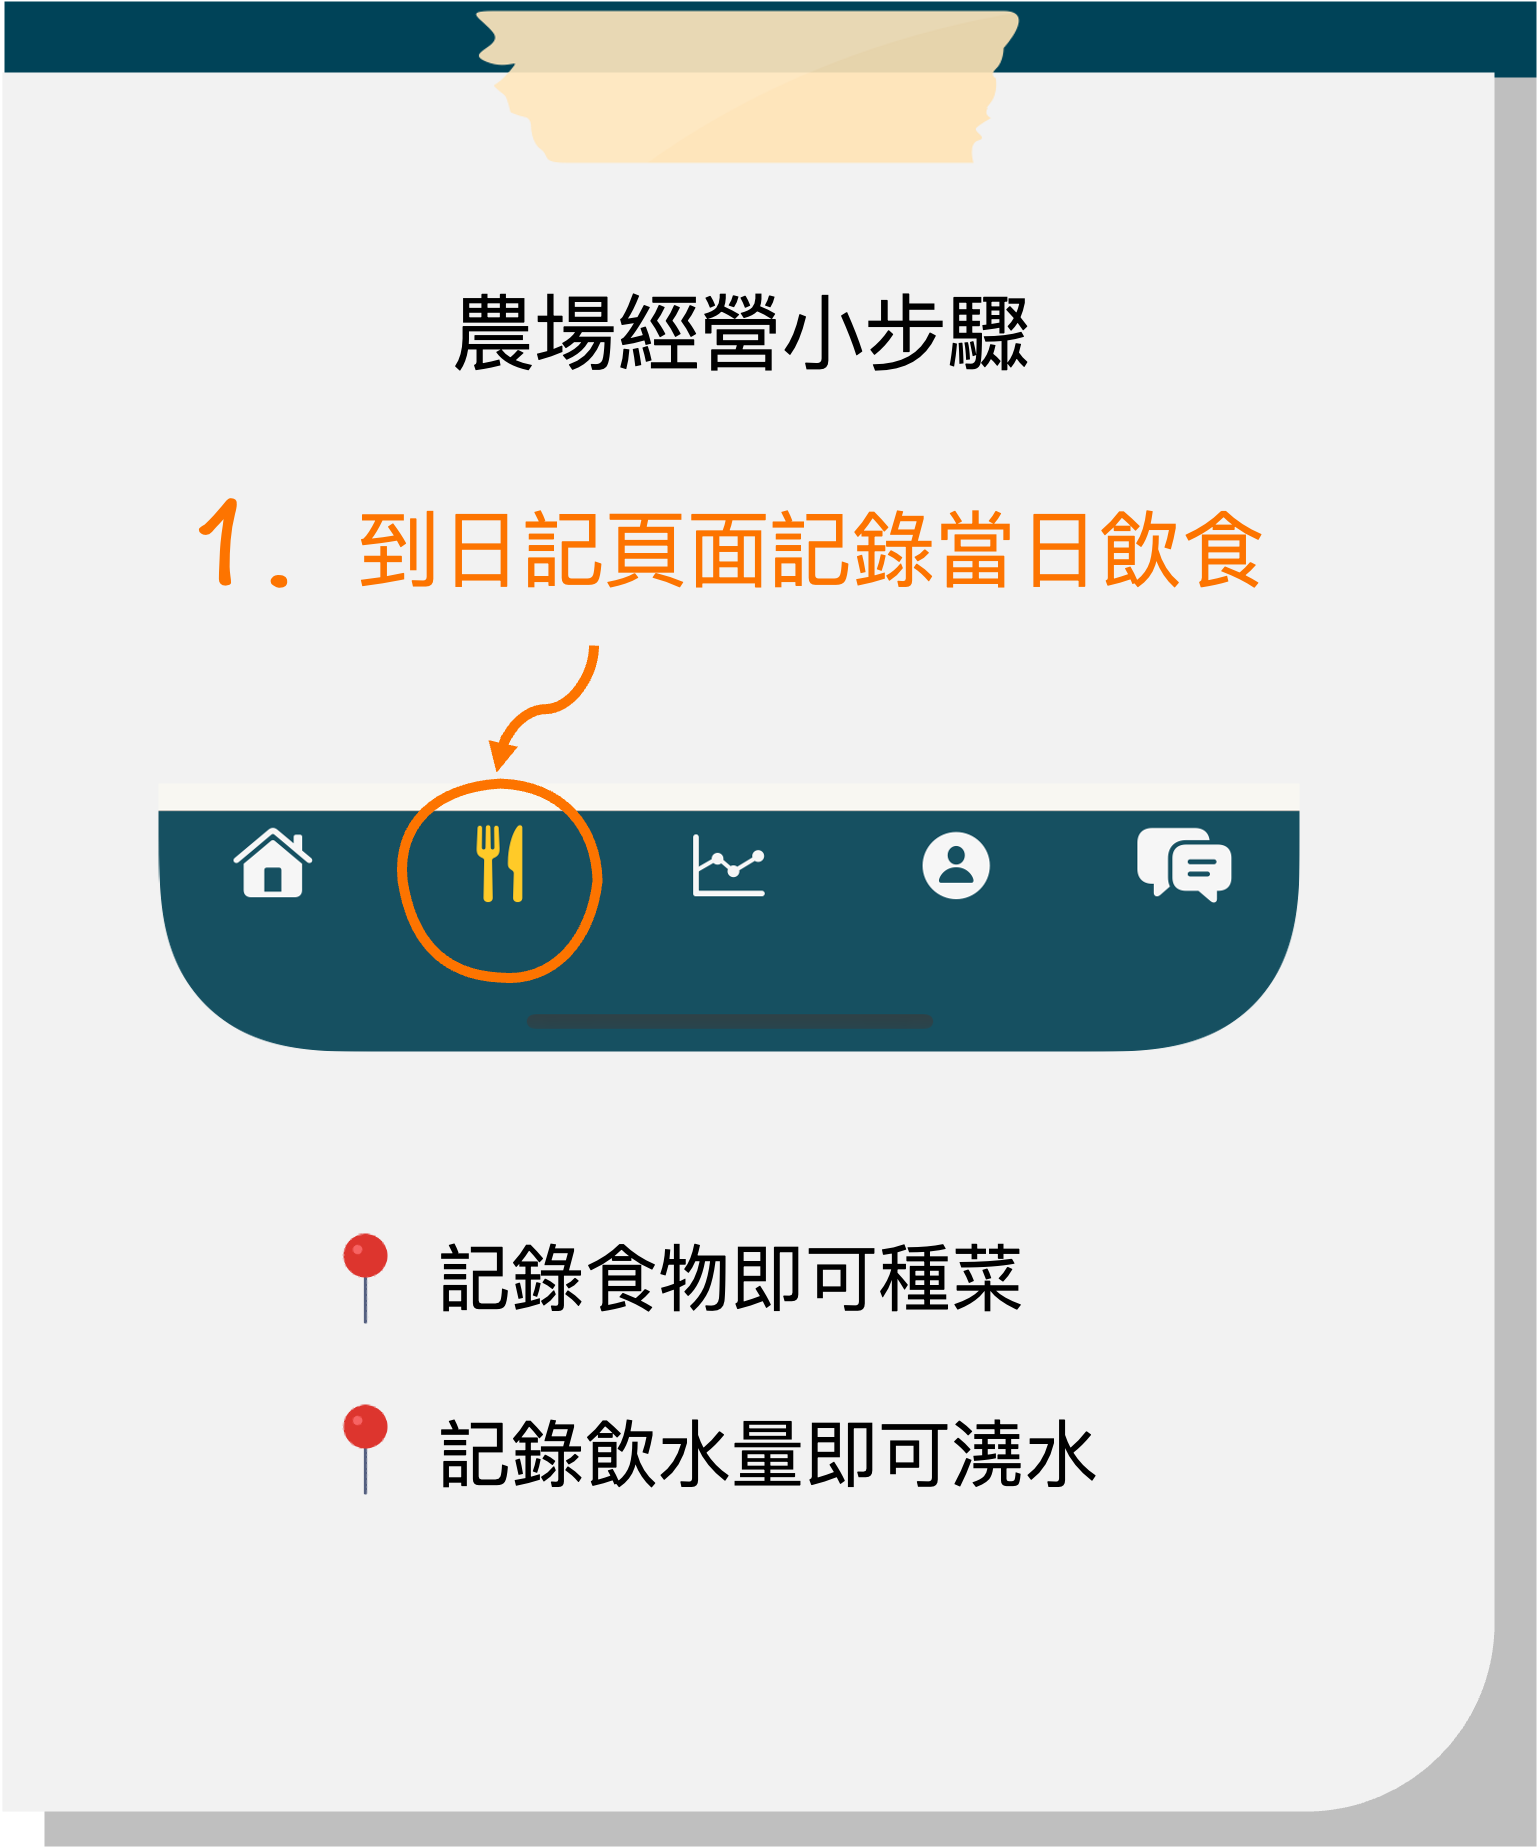 農場經營小步驟
1. 到日記頁面記錄當日飲食
記錄食物即可種菜
記錄飲水量即可澆水